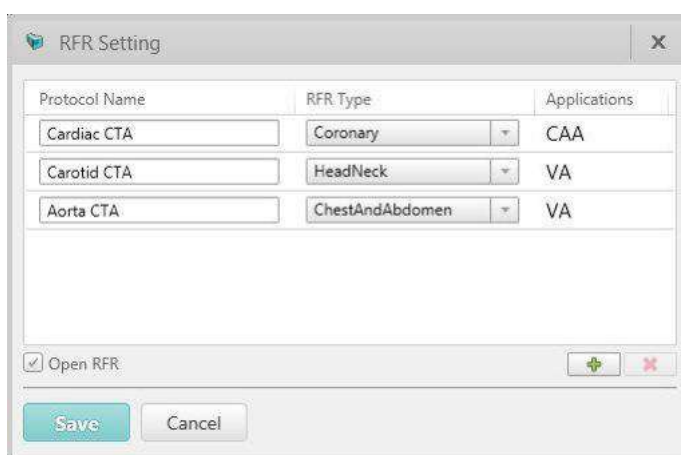 RFR Setting
Protocol Name RFR Type Applications
Cardiac CTA Coronary CAA
Carotid CTA HeadNeck VA
Aorta CTA ChestAndAbdomen VA
Open RFR
Save Cancel